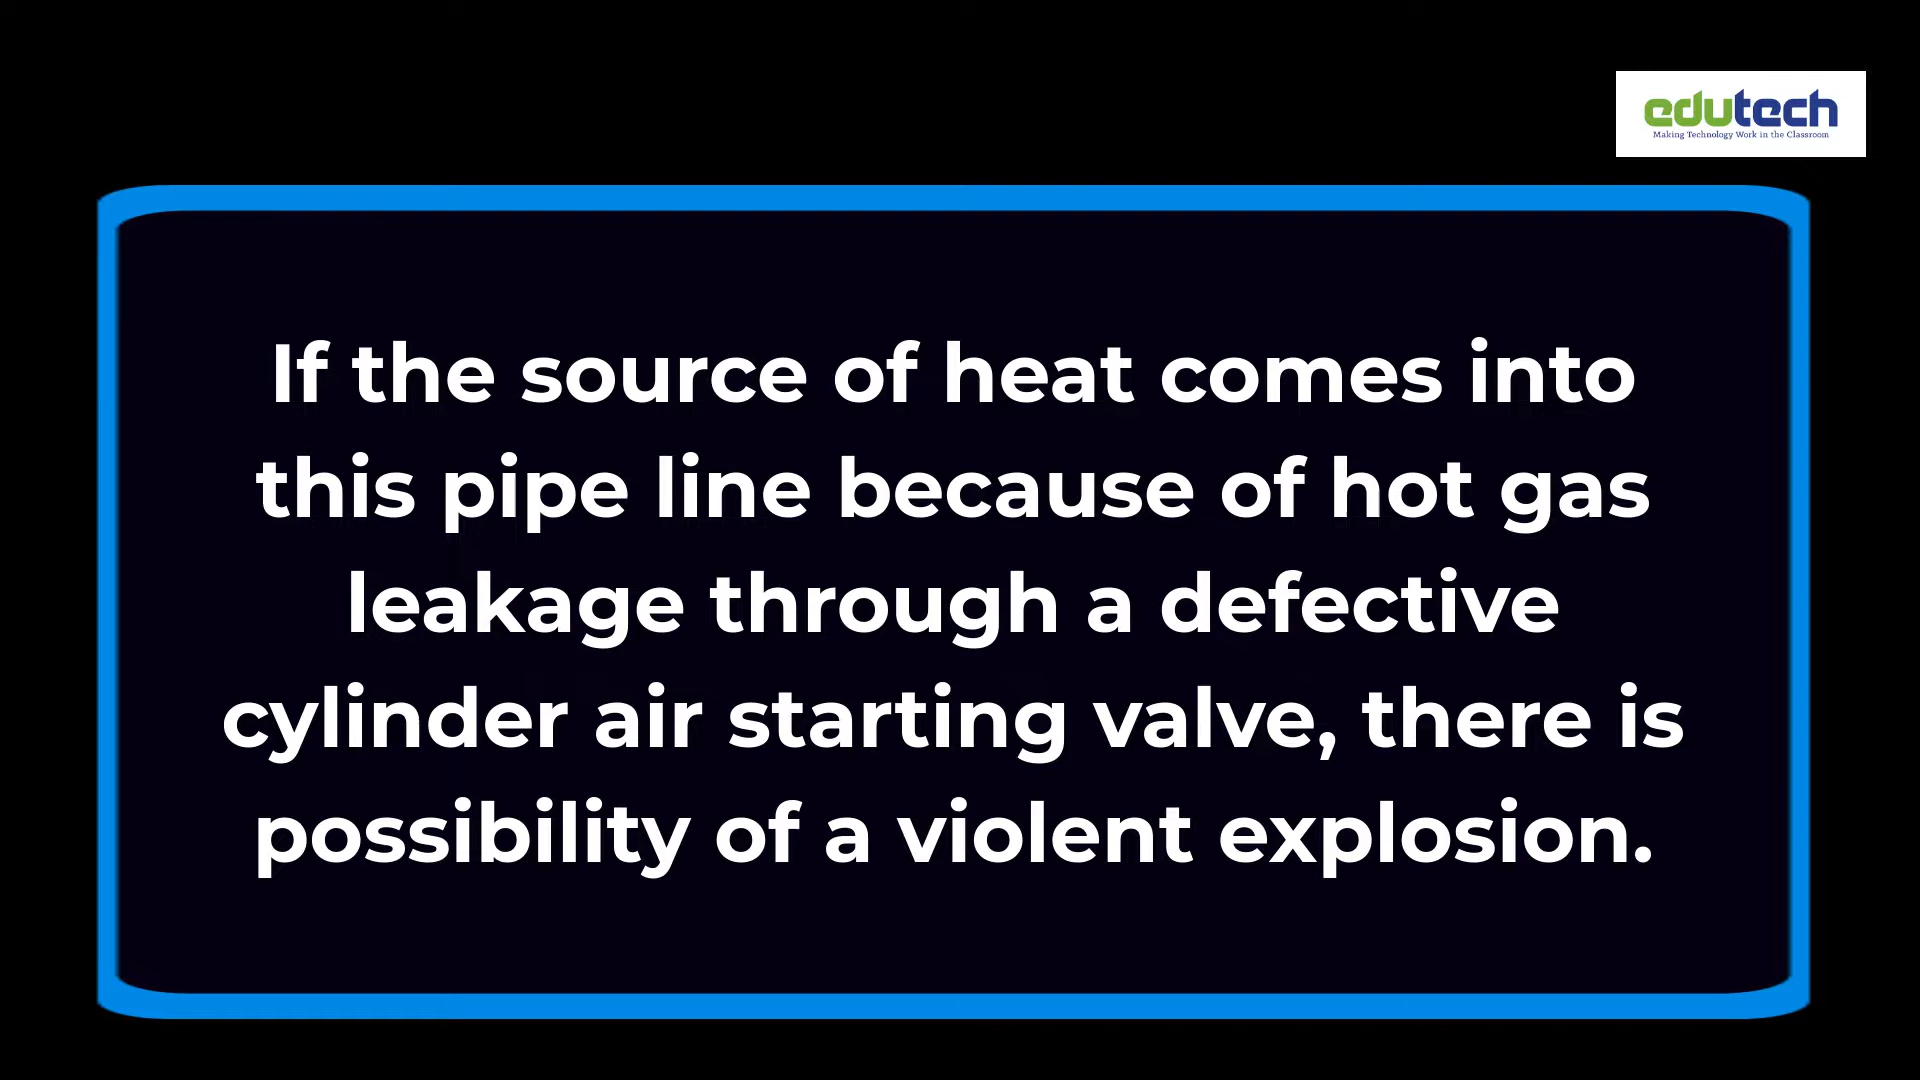 edutech
Making Technology Work in the Classroom
If the source of heat comes into
this pipe line because of hot gas
leakage through a defective
cylinder air starting valve, there is
possibility of a violent explosion.